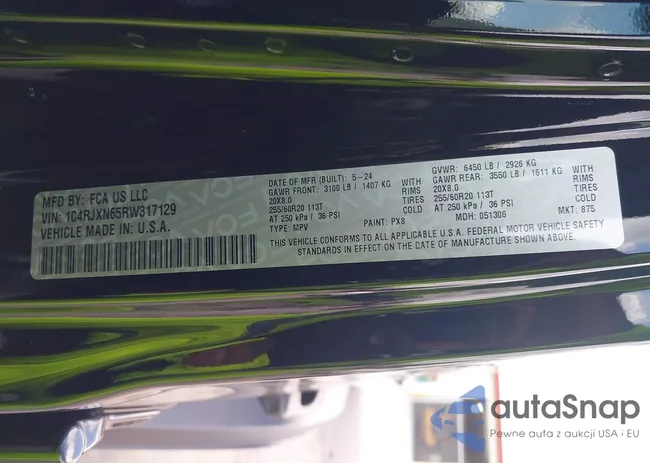 MFD BY: FCA US LLC
VIN: 1C4RJXN65RW317129
VEHICLE MADE IN: U.S.A.
DATE OF MFR (BUILT): 5-24 GVWR: 6450 LB / 2926 KG
GAWR FRONT: 3100 LB / 1407 KG WITH GAWR REAR: 3550 LB / 1611 KG WITH
20X8.0 RIMS 20X8.0 RIMS
255/60R20 113T TIRES 255/60R20 113T TIRES
AT 250 kPa / 36 PSI COLD AT 250 kPa / 36 PSI COLD
TYPE: MPV PAINT: PX8 MDH: 051306 MKT: 875
THIS VEHICLE CONFORMS TO ALL APPLICABLE U.S.A. FEDERAL MOTOR VEHICLE SAFETY
STANDARDS IN EFFECT ON THE DATE OF MANUFACTURE SHOWN ABOVE.
autaSnap
Pewne auta z aukcji USA i EU